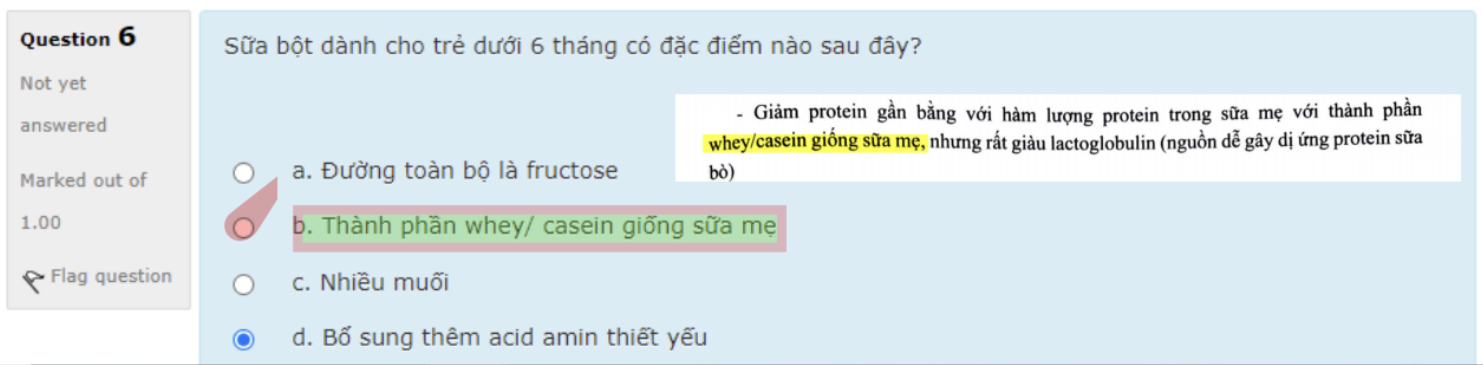 Question 6
Not yet
answered
Marked out of
1.00
Flag question
Sữa bột dành cho trẻ dưới 6 tháng có đặc điểm nào sau đây?
- Giảm protein gần bằng với hàm lượng protein trong sữa mẹ với thành phần
whey/casein giống sữa mẹ, nhưng rất giàu lactoglobulin (nguồn dễ gây dị ứng protein sữa
bò)
a. Đường toàn bộ là fructose
b. Thành phần whey/ casein giống sữa mẹ
c. Nhiều muối
d. Bổ sung thêm acid amin thiết yếu